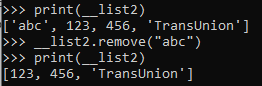 >>> print(__list2)
['abc', 123, 456, 'TransUnion']
>>> __list2.remove("abc")
>>> print(__list2)
[123, 456, 'TransUnion']